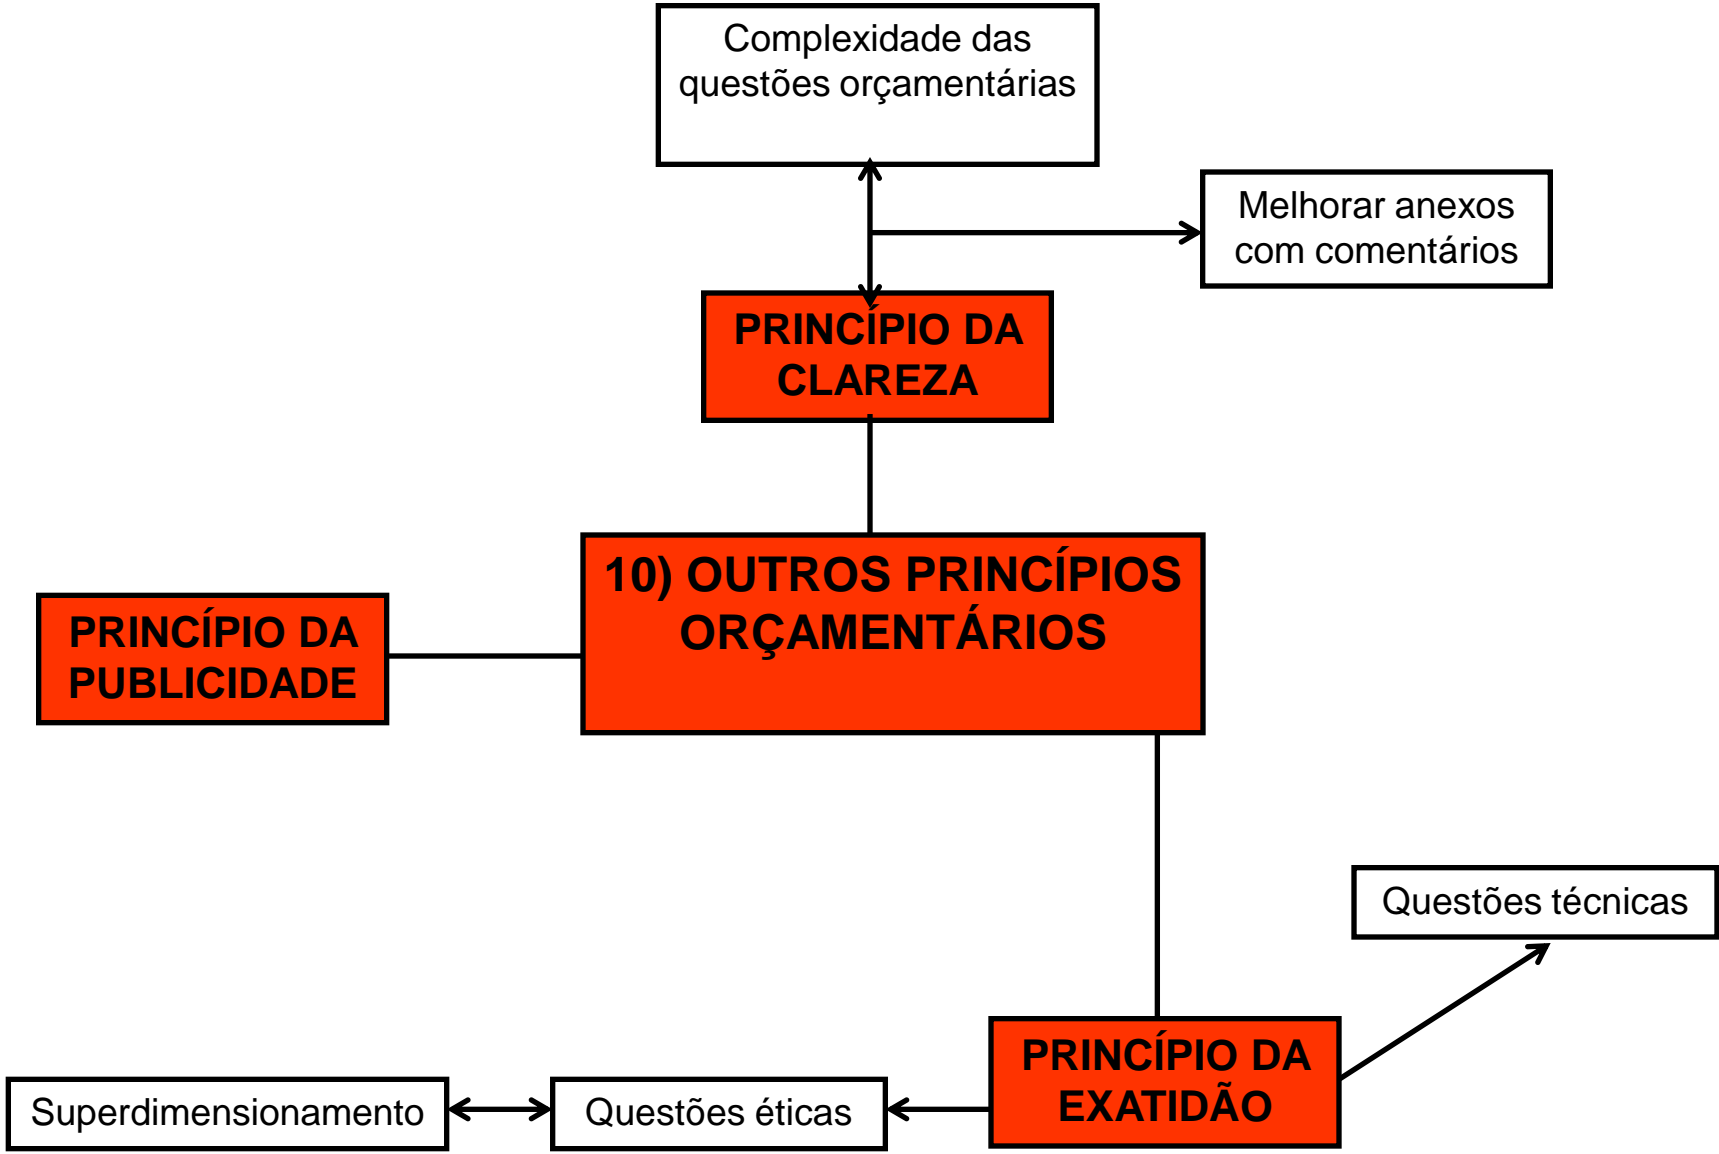 Complexidade das
questões orçamentárias
Melhorar anexos
com comentários
PRINCÍPIO DA
CLAREZA
10) OUTROS PRINCÍPIOS
ORÇAMENTÁRIOS
PRINCÍPIO DA
PUBLICIDADE
Questões técnicas
PRINCÍPIO DA
EXATIDÃO
Superdimensionamento
Questões éticas